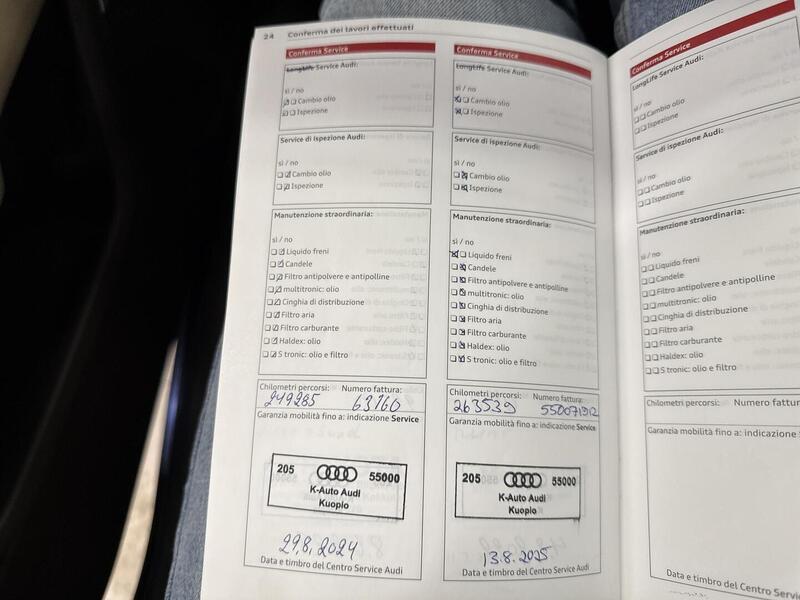 24 Conferma dei lavori effettuati
Conferma Service
LongLife Service Audi:
sì / no
Cambio olio
Ispezione
Service di ispezione Audi:
sì / no
Cambio olio
Ispezione
Manutenzione straordinaria:
sì / no
Liquido freni
Candele
Filtro antipolvere e antipolline
multitronic: olio
Cinghia di distribuzione
Filtro aria
Filtro carburante
Haldex: olio
S tronic: olio e filtro
Chilometri percorsi: Numero fattura:
249285 63160
Garanzia mobilità fino a: indicazione Service
205 55000
K-Auto Audi
Kuopio
29.8.2024
Data e timbro del Centro Service Audi
Conferma Service
LongLife Service Audi:
sì / no
Cambio olio
Ispezione
Service di ispezione Audi:
sì / no
Cambio olio
Ispezione
Manutenzione straordinaria:
sì / no
Liquido freni
Candele
Filtro antipolvere e antipolline
multitronic: olio
Cinghia di distribuzione
Filtro aria
Filtro carburante
Haldex: olio
S tronic: olio e filtro
Chilometri percorsi: Numero fattura:
263539
Garanzia mobilità fino a: indicazione Service
205 55000
K-Auto Audi
Kuopio
13.8.2025
Data e timbro del Centro Service Audi
Conferma Service
LongLife Service Audi:
sì / no
Cambio olio
Ispezione
Service di ispezione Audi:
sì / no
Cambio olio
Ispezione
Manutenzione straordinaria:
sì / no
Liquido freni
Candele
Filtro antipolvere e antipolline
multitronic: olio
Cinghia di distribuzione
Filtro aria
Filtro carburante
Haldex: olio
S tronic: olio e filtro
Chilometri percorsi: Numero fattu
Garanzia mobilità fino a: indicazione S
Data e timbro del Centro Service